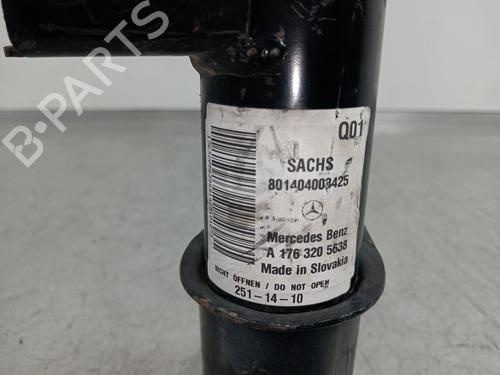 Q01
SACHS
801404003425
Mercedes Benz
A 176 320 5638
Made in Slovakia
NICHT ÖFFNEN / DO NOT OPEN
251-14-10
B-PARTS